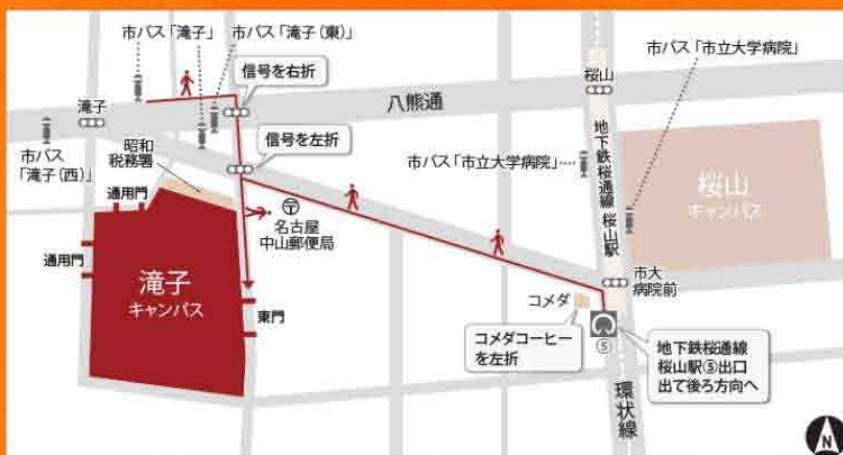 市バス「滝子」
市バス「滝子(東)」
市バス「市立大学病院」
信号を右折
桜山
滝子
八熊通
信号を左折
昭和
税務署
市バス
「滝子(西)」
市バス「市立大学病院」
地下鉄桜通線 桜山駅
桜山
キャンパス
通用門
〒
名古屋
中山郵便局
通用門
滝子
キャンパス
市大
病院前
コメダ
東門
コメダコーヒー
を左折
⑤
地下鉄桜通線
桜山駅⑤出口
出て後ろ方向へ
環状線
N